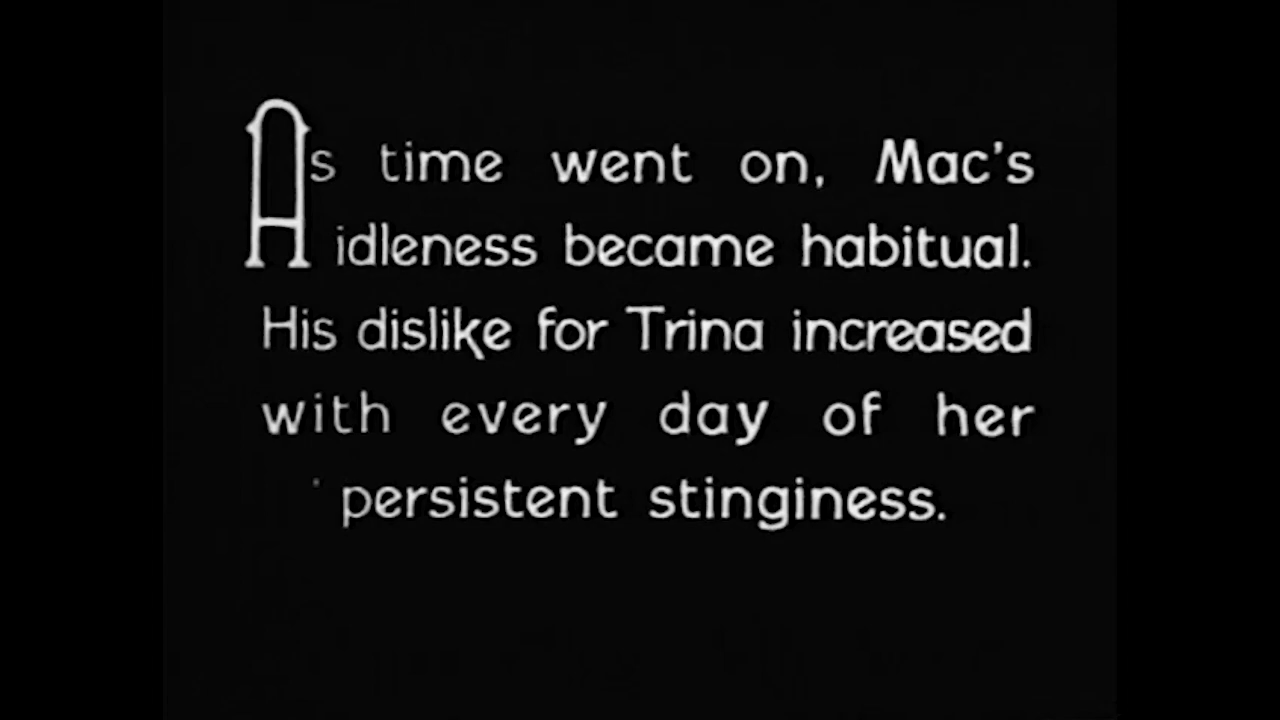 As time went on, Mac's
idleness became habitual.
His dislike for Trina increased
with every day of her
persistent stinginess.